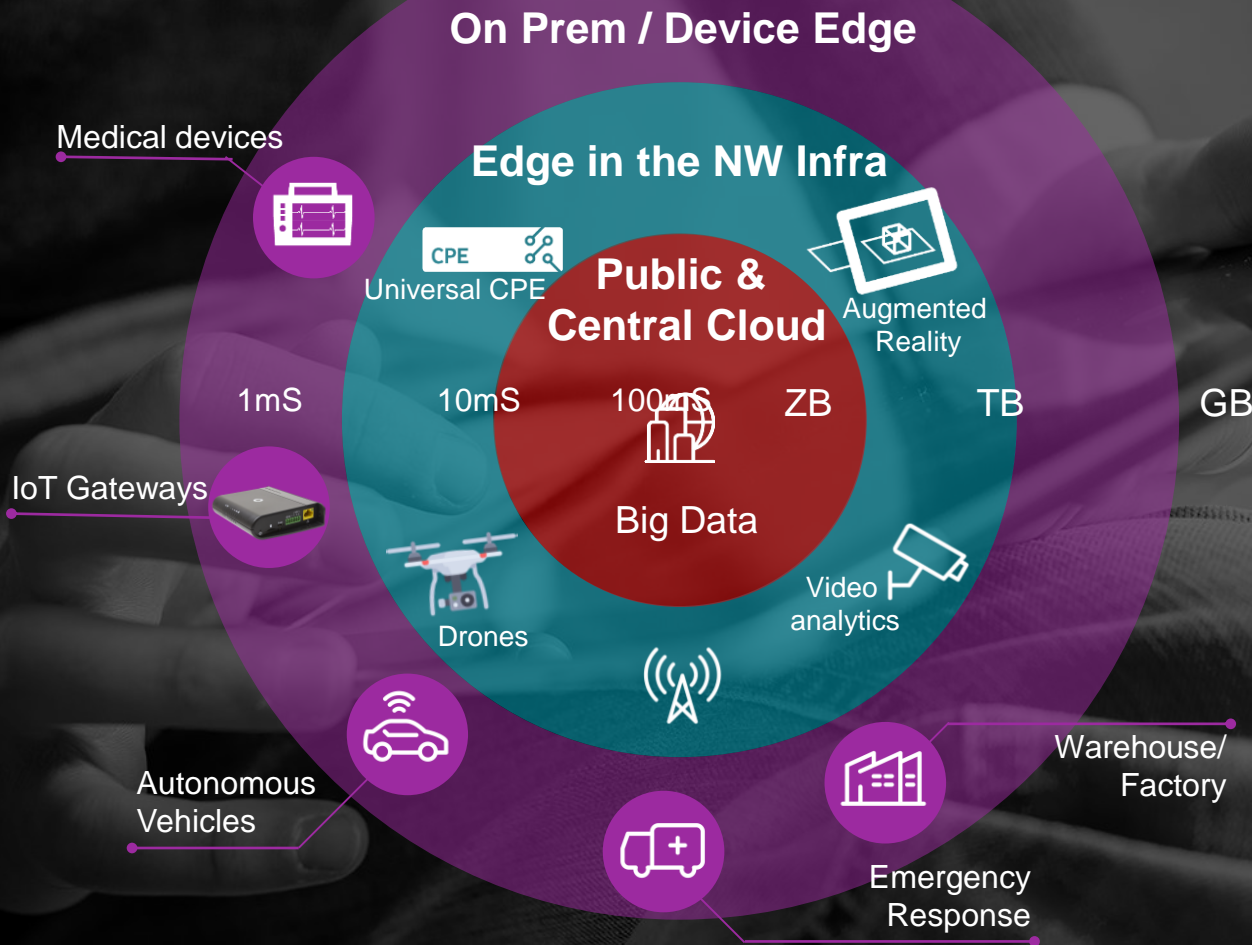 On Prem / Device Edge
Medical devices
Edge in the NW Infra
CPE
Universal CPE
Public &
Central Cloud
Augmented
Reality
1mS
10mS
100mS
ZB
TB
GB
IoT Gateways
Big Data
Video
analytics
Drones
Autonomous
Vehicles
Warehouse/
Factory
Emergency
Response